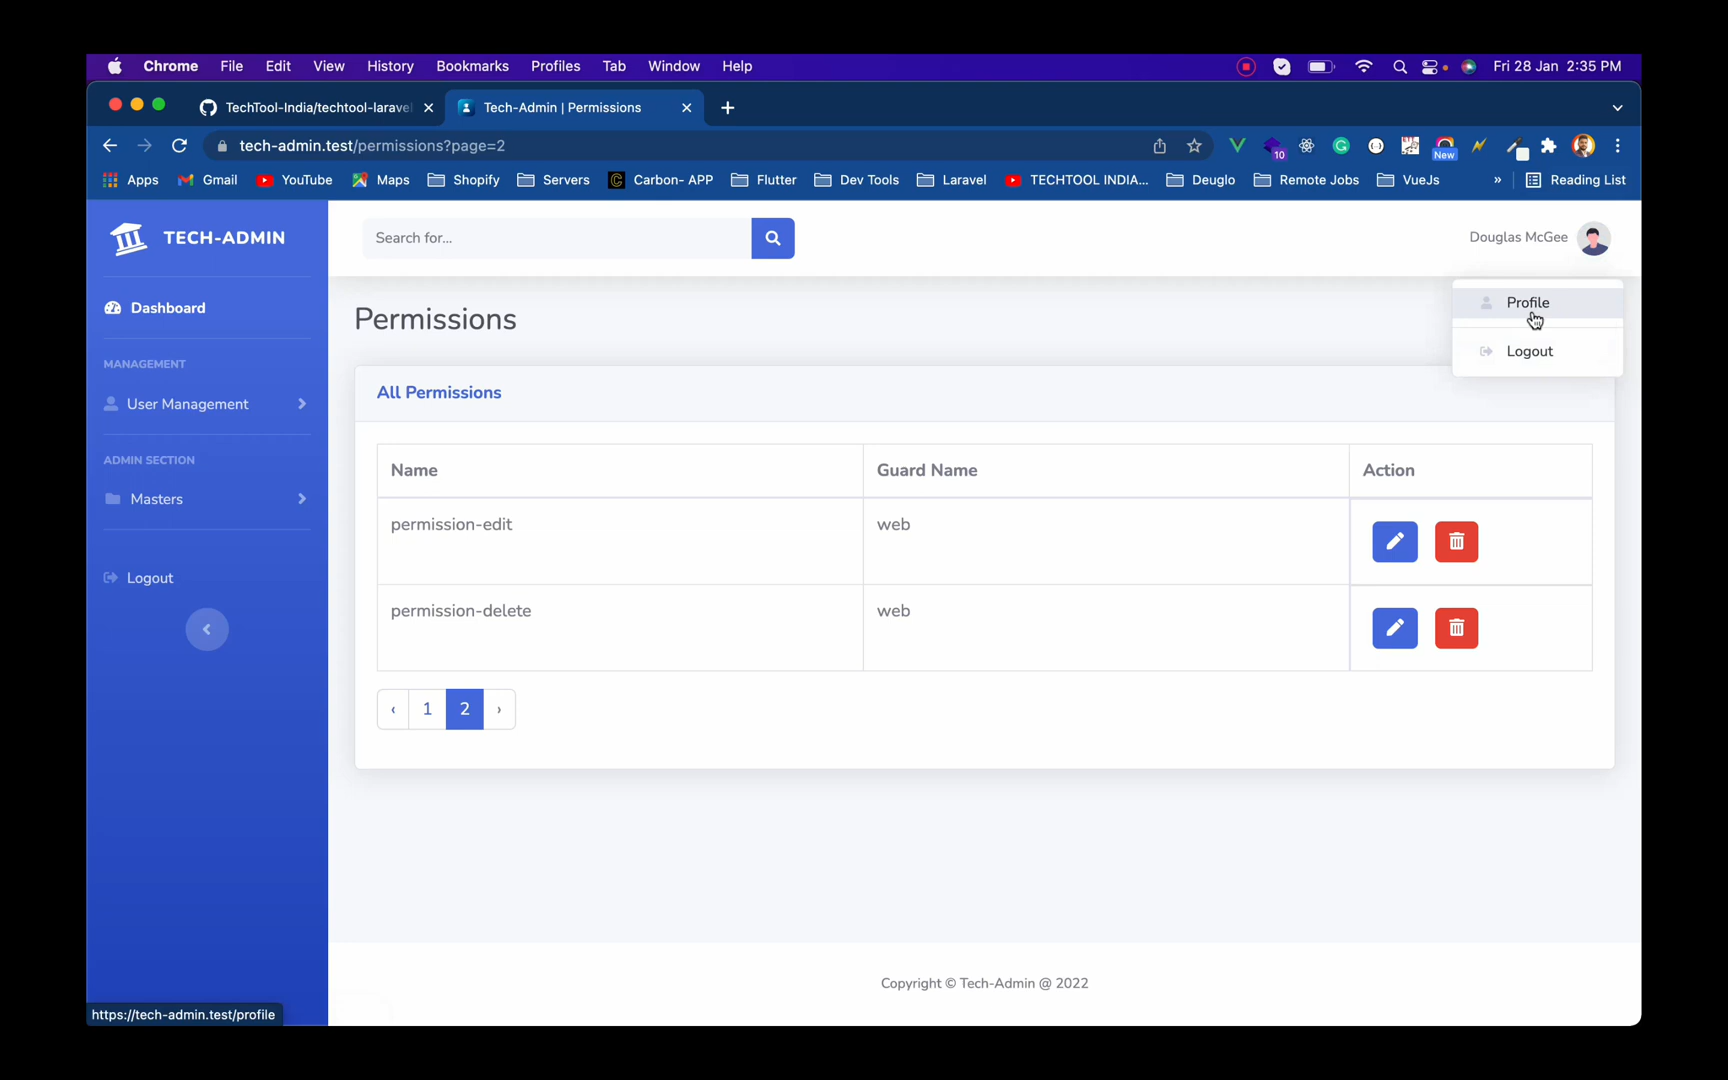 Chrome File Edit View History Bookmarks Profiles Tab Window Help Fri 28 Jan 2:35 PM
TechTool-India/techtool-larave Tech-Admin | Permissions
tech-admin.test/permissions?page=2 10 New
Apps Gmail YouTube Maps Shopify Servers Carbon- APP Flutter Dev Tools Laravel TECHTOOL INDIA... Deuglo Remote Jobs VueJs » Reading List
TECH-ADMIN
Search for...
Douglas McGee
Profile
Logout
Dashboard
MANAGEMENT
User Management
ADMIN SECTION
Masters
Logout
Permissions
All Permissions
Name Guard Name Action
permission-edit web
permission-delete web
‹ 1 2 ›
Copyright © Tech-Admin @ 2022
https://tech-admin.test/profile